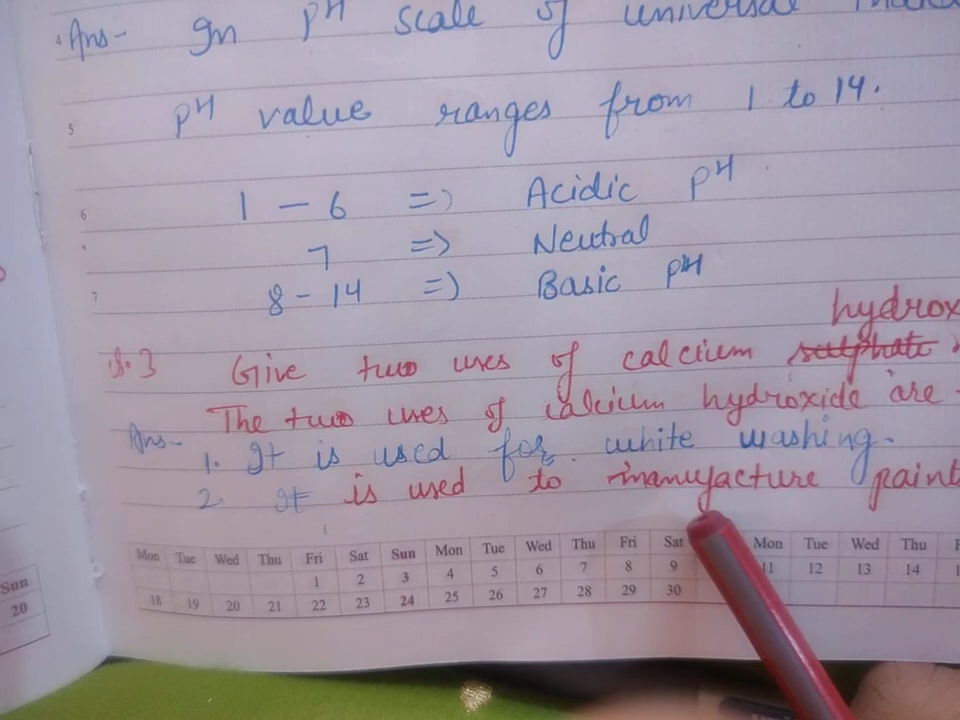 4 Ans- In pH scale of universal
5 pH value ranges from 1 to 14.
6 1 - 6 => Acidic pH
7 => Neutral
7 8 - 14 => Basic pH
hydrox
Q.3 Give two uses of calcium sulphate
The two uses of calcium hydroxide are -
Ans- 1. It is used for white washing.
2. It is used to manufacture paint
Mon Tue Wed Thu Fri Sat Sun Mon Tue Wed Thu Fri Sat Mon Tue Wed Thu F
1 2 3 4 5 6 7 8 9 11 12 13 14 1
18 19 20 21 22 23 24 25 26 27 28 29 30
Sun
20